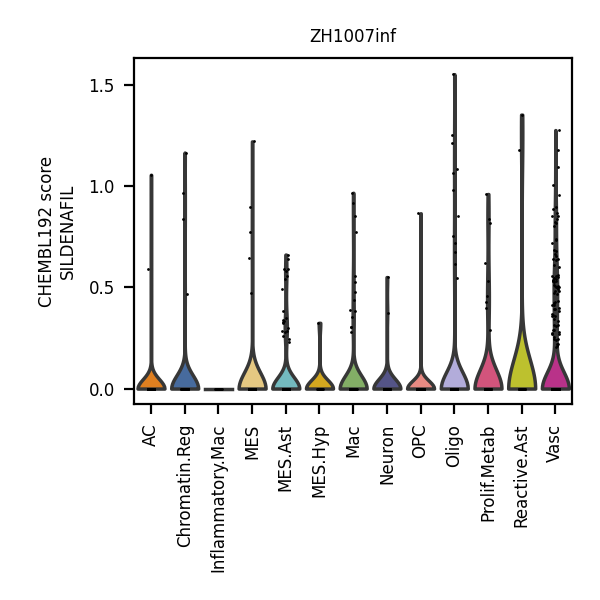 ZH1007inf
CHEMBL192 score
SILDENAFIL
1.5
1.0
0.5
0.0
AC
Chromatin.Reg
Inflammatory.Mac
MES
MES.Ast
MES.Hyp
Mac
Neuron
OPC
Oligo
Prolif.Metab
Reactive.Ast
Vasc